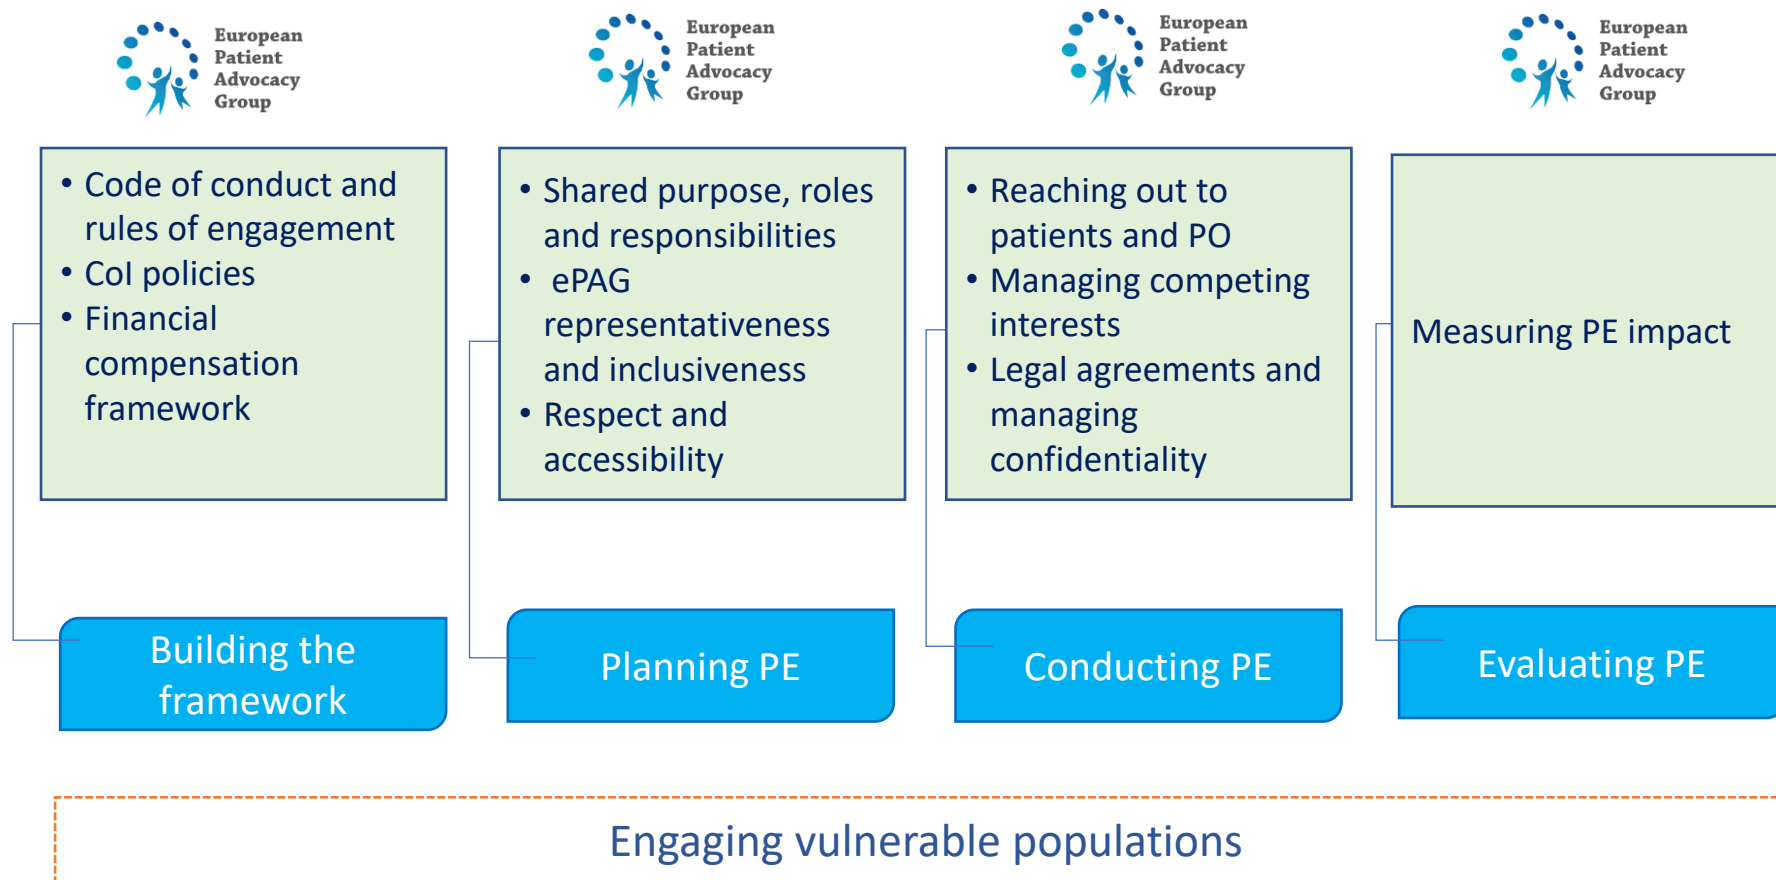 European
Patient
Advocacy
Group
European
Patient
Advocacy
Group
European
Patient
Advocacy
Group
European
Patient
Advocacy
Group
• Code of conduct and
rules of engagement
• CoI policies
• Financial
compensation
framework
• Shared purpose, roles
and responsibilities
• ePAG
representativeness
and inclusiveness
• Respect and
accessibility
• Reaching out to
patients and PO
• Managing competing
interests
• Legal agreements and
managing
confidentiality
Measuring PE impact
Building the
framework
Planning PE
Conducting PE
Evaluating PE
Engaging vulnerable populations